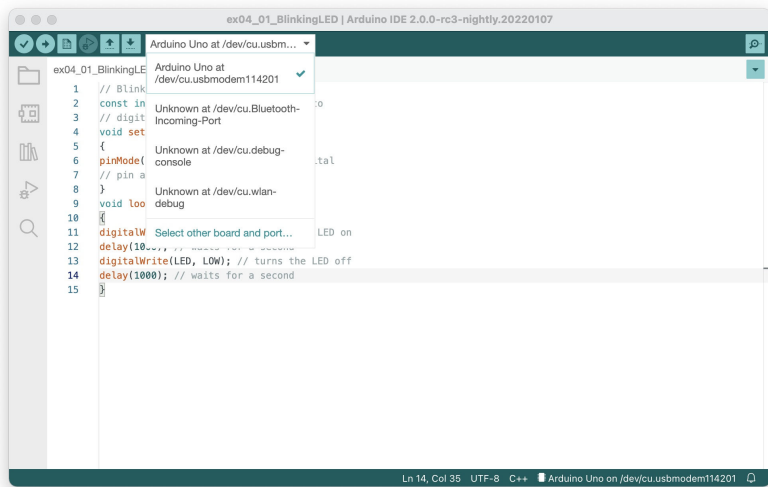 ex04_01_BlinkingLED | Arduino IDE 2.0.0-rc3-nightly.20220107
Arduino Uno at /dev/cu.usbm...
ex04_01_BlinkingLE
Arduino Uno at
/dev/cu.usbmodem114201
Unknown at /dev/cu.Bluetooth-
Incoming-Port
Unknown at /dev/cu.debug-
console
Unknown at /dev/cu.wlan-
debug
Select other board and port...
1 // Blink
2 const in to
3 // digit
4 void set
5 {
6 pinMode( ital
7 // pin a
8 }
9 void loo
10 {
11 digitalW LED on
12 delay(1000); // waits for a second
13 digitalWrite(LED, LOW); // turns the LED off
14 delay(1000); // waits for a second
15 }
Ln 14, Col 35 UTF-8 C++ Arduino Uno on /dev/cu.usbmodem114201